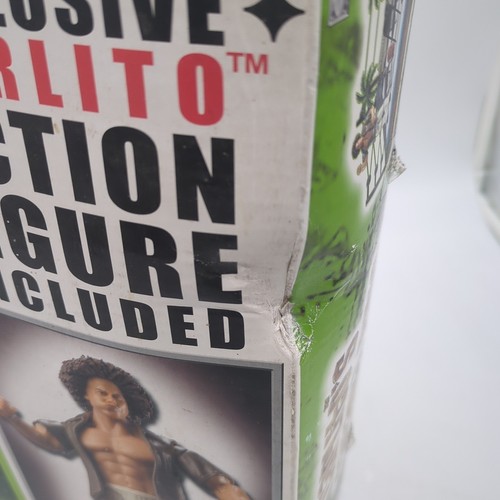 LUSIVE
RLITO™
CTION
IGURE
NCLUDED